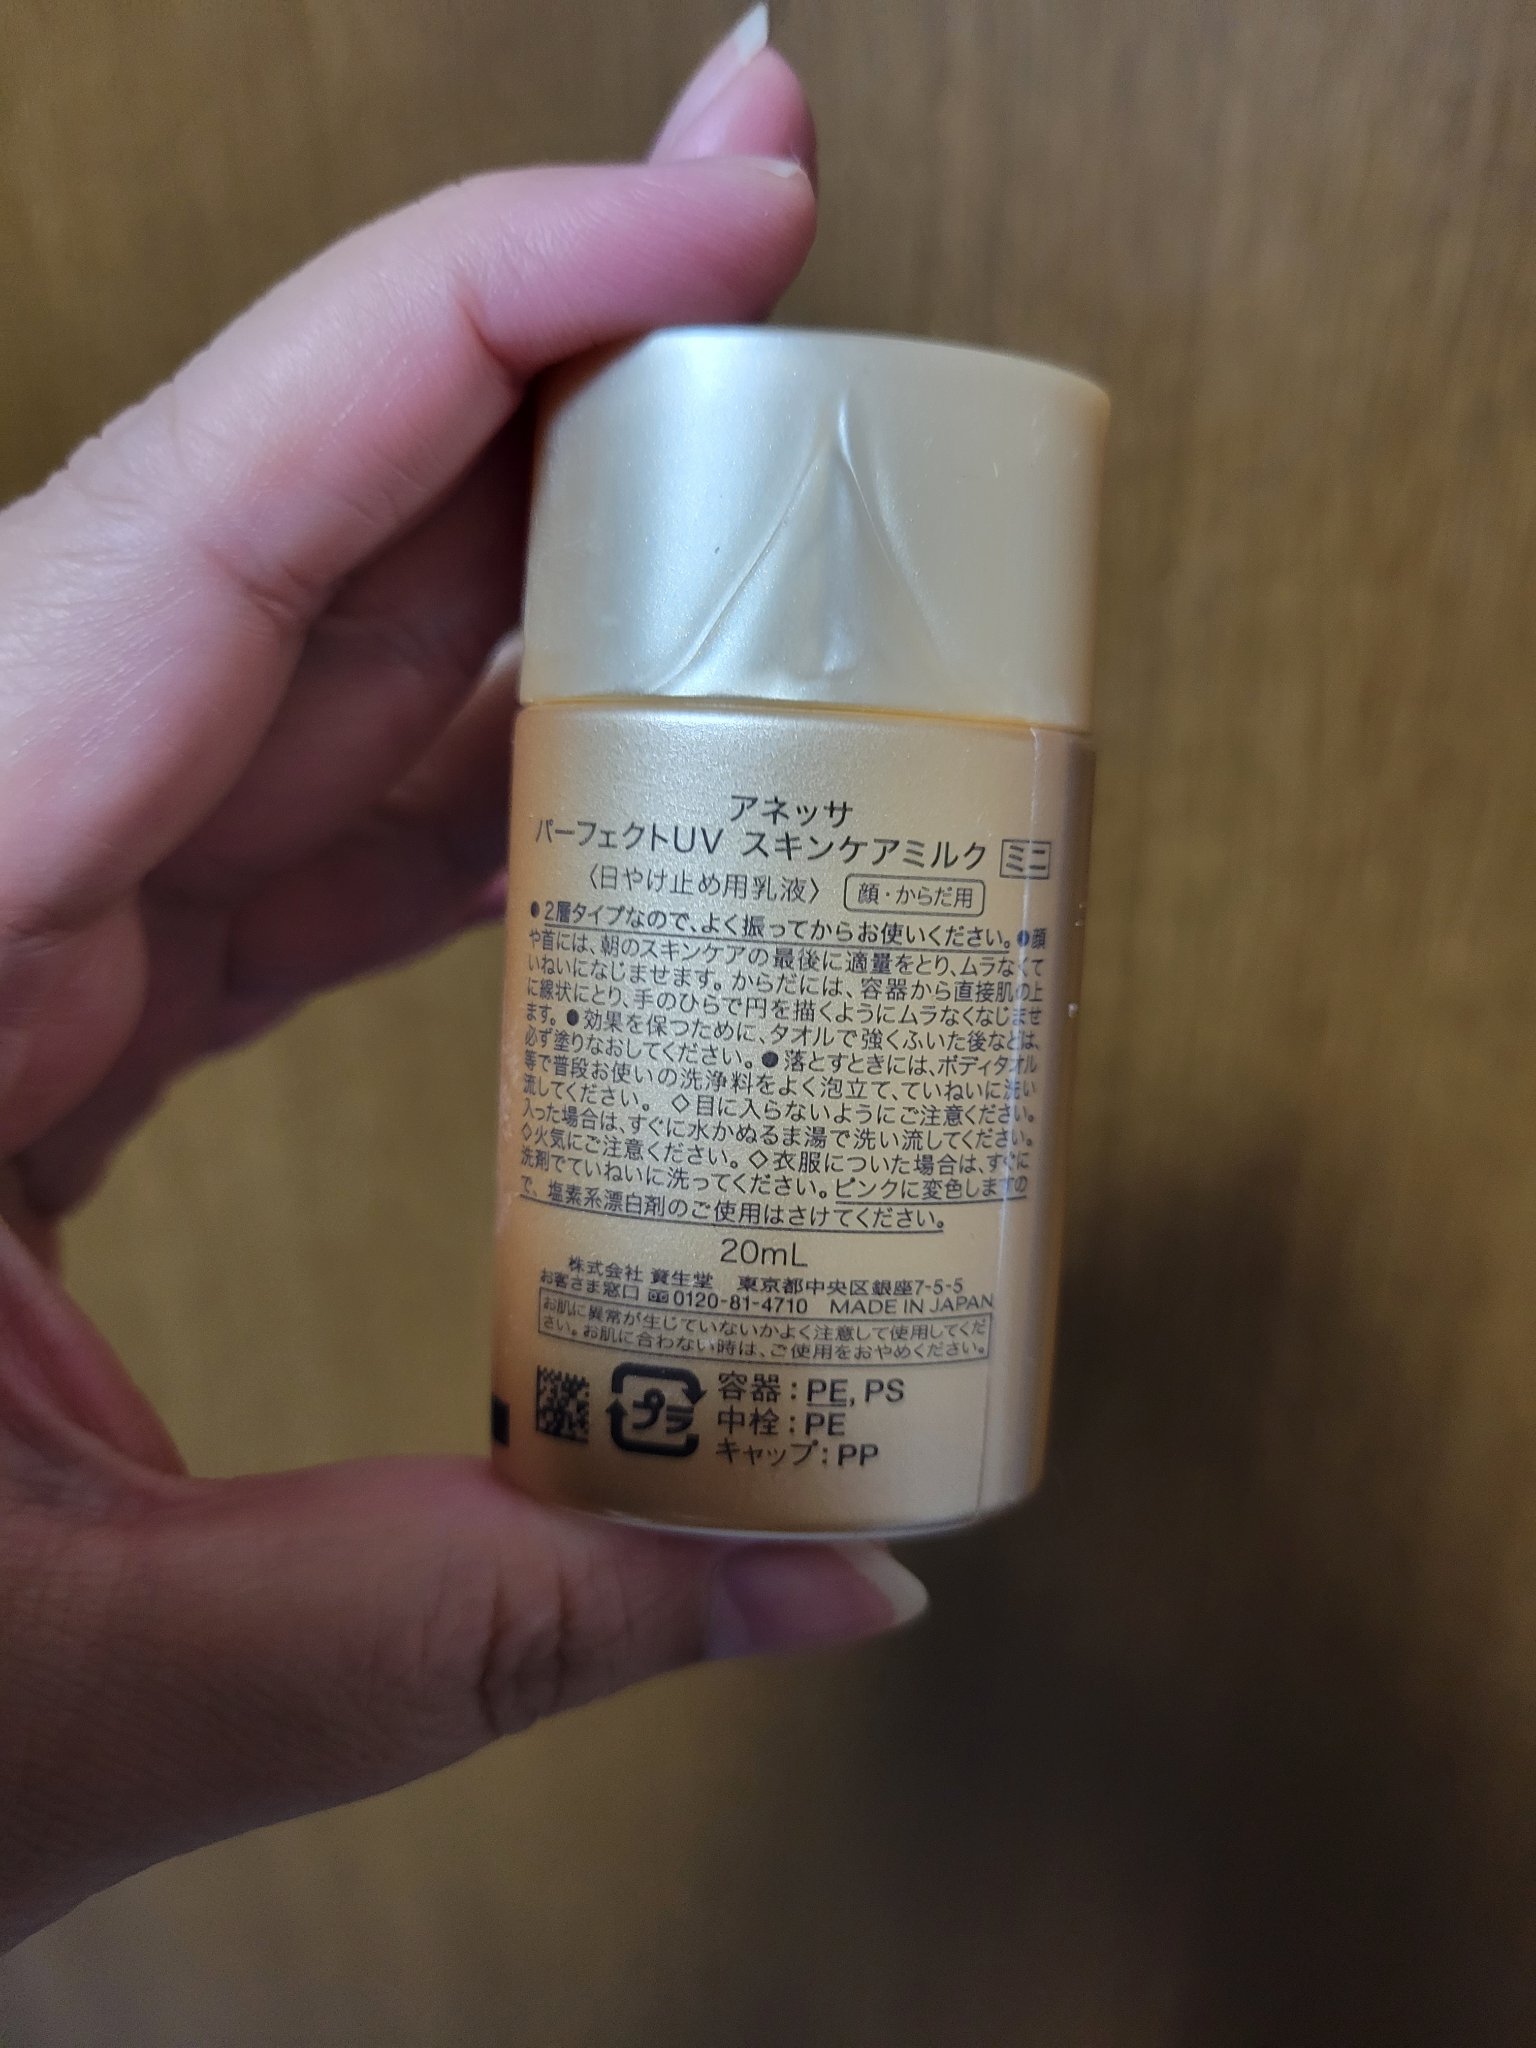 アネッサ
パーフェクトUV スキンケアミルク ミニ
〈日やけ止め用乳液〉 顔・からだ用
●2層タイプなので、よく振ってからお使いください。●顔
や首には、朝のスキンケアの最後に適量をとり、ムラなくて
いねいになじませます。からだには、容器から直接肌の上
に線状にとり、手のひらで円を描くようにムラなくなじませ
ます。●効果を保つために、タオルで強くふいた後などは、
必ず塗りなおしてください。●落とすときには、ボディタオル
等で普段お使いの洗浄料をよく泡立て、ていねいに洗い
流してください。 ◇目に入らないようにご注意ください。
入った場合は、すぐに水かぬるま湯で洗い流してください。
◇火気にご注意ください。◇衣服についた場合は、すぐに
洗剤でていねいに洗ってください。ピンクに変色しますの
で、塩素系漂白剤のご使用はさけてください。
20mL
株式会社 資生堂 東京都中央区銀座7-5-5
お客さま窓口 0120-81-4710 MADE IN JAPAN
お肌に異常が生じていないかよく注意して使用してくだ
さい。お肌に合わない時は、ご使用をおやめください。
プラ
容器:PE, PS
中栓:PE
キャップ:PP